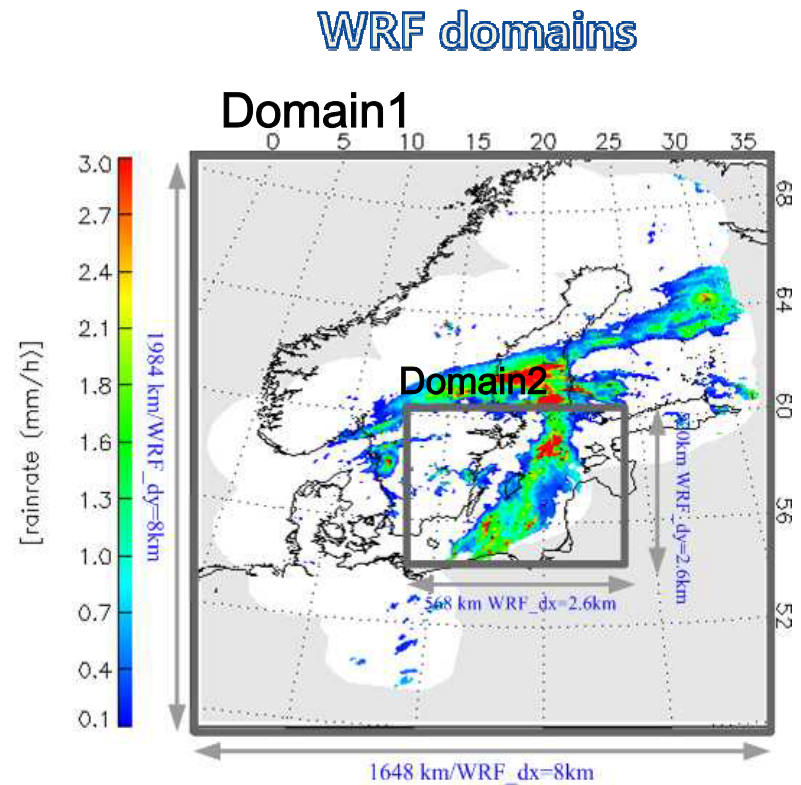 WRF domains
Domain1
0 5 10 15 20 25 30 35
3.0
2.7
2.4
2.1
1.8
1.6
1.3
1.0
0.7
0.4
0.1
[rainrate (mm/h)]
1984 km/WRF_dy=8km
68
64
60
56
52
Domain2
WRF_dy=2.6km
568 km WRF_dx=2.6km
1648 km/WRF_dx=8km